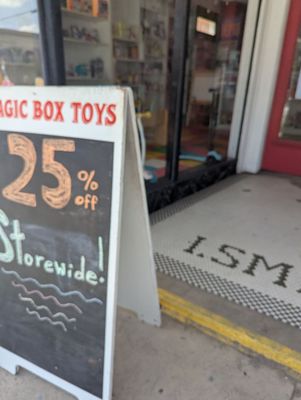 AGIC BOX TOYS
25%
off
Storewide!
I.SM